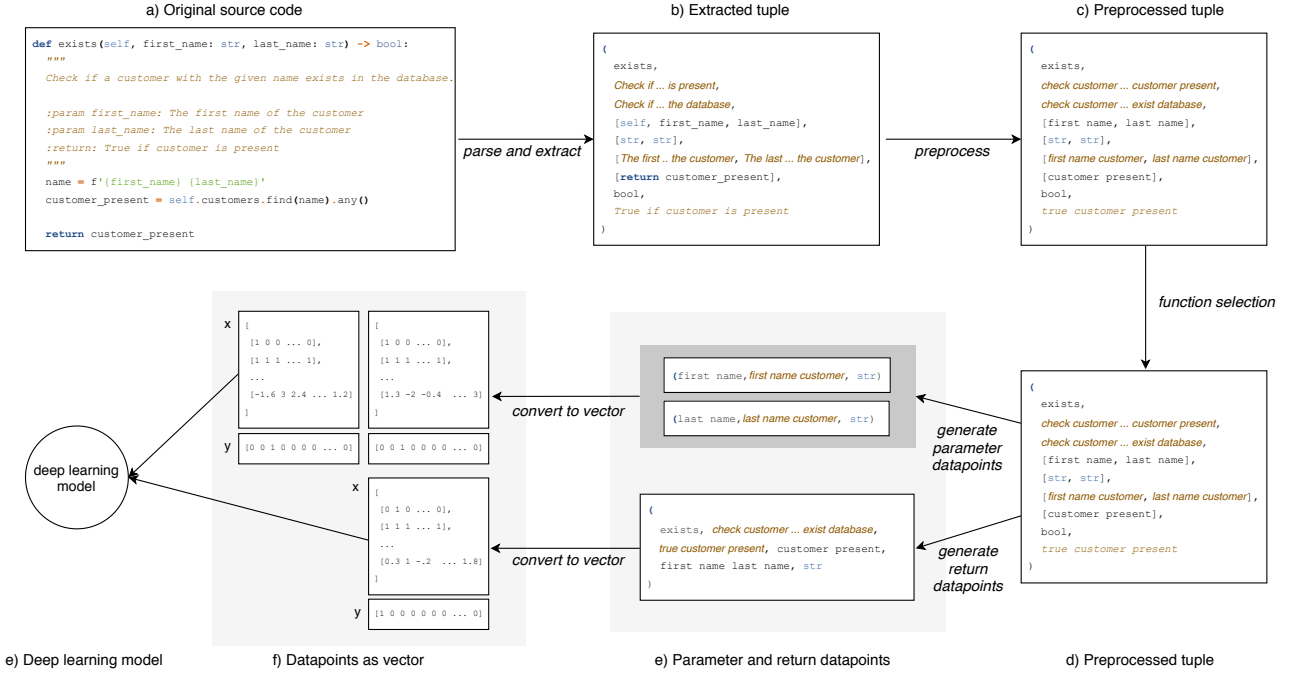 a) Original source code
def exists(self, first_name: str, last_name: str) -> bool:
"""
Check if a customer with the given name exists in the database.
:param first_name: The first name of the customer
:param last_name: The last name of the customer
:return: True if customer is present
"""
name = f'{first_name} {last_name}'
customer_present = self.customers.find(name).any()
return customer_present
parse and extract
b) Extracted tuple
(
exists,
Check if ... is present,
Check if ... the database,
[self, first_name, last_name],
[str, str],
[The first .. the customer, The last ... the customer],
[return customer_present],
bool,
True if customer is present
)
preprocess
c) Preprocessed tuple
(
exists,
check customer ... customer present,
check customer ... exist database,
[first name, last name],
[str, str],
[first name customer, last name customer],
[customer present],
bool,
true customer present
)
function selection
(
exists,
check customer ... customer present,
check customer ... exist database,
[first name, last name],
[str, str],
[first name customer, last name customer],
[customer present],
bool,
true customer present
)
d) Preprocessed tuple
generate
parameter
datapoints
generate
return
datapoints
(first name,first name customer, str)
(last name,last name customer, str)
(
exists, check customer ... exist database,
true customer present, customer present,
first name last name, str
)
e) Parameter and return datapoints
convert to vector
convert to vector
x
[
[1 0 0 ... 0],
[1 1 1 ... 1],
...
[-1.6 3 2.4 ... 1.2]
]
[
[1 0 0 ... 0],
[1 1 1 ... 1],
...
[1.3 -2 -0.4 ... 3]
]
y
[0 0 1 0 0 0 0 ... 0]
[0 0 1 0 0 0 0 ... 0]
x
[
[0 1 0 ... 0],
[1 1 1 ... 1],
...
[0.3 1 -.2 ... 1.8]
]
y
[1 0 0 0 0 0 0 ... 0]
f) Datapoints as vector
deep learning
model
e) Deep learning model